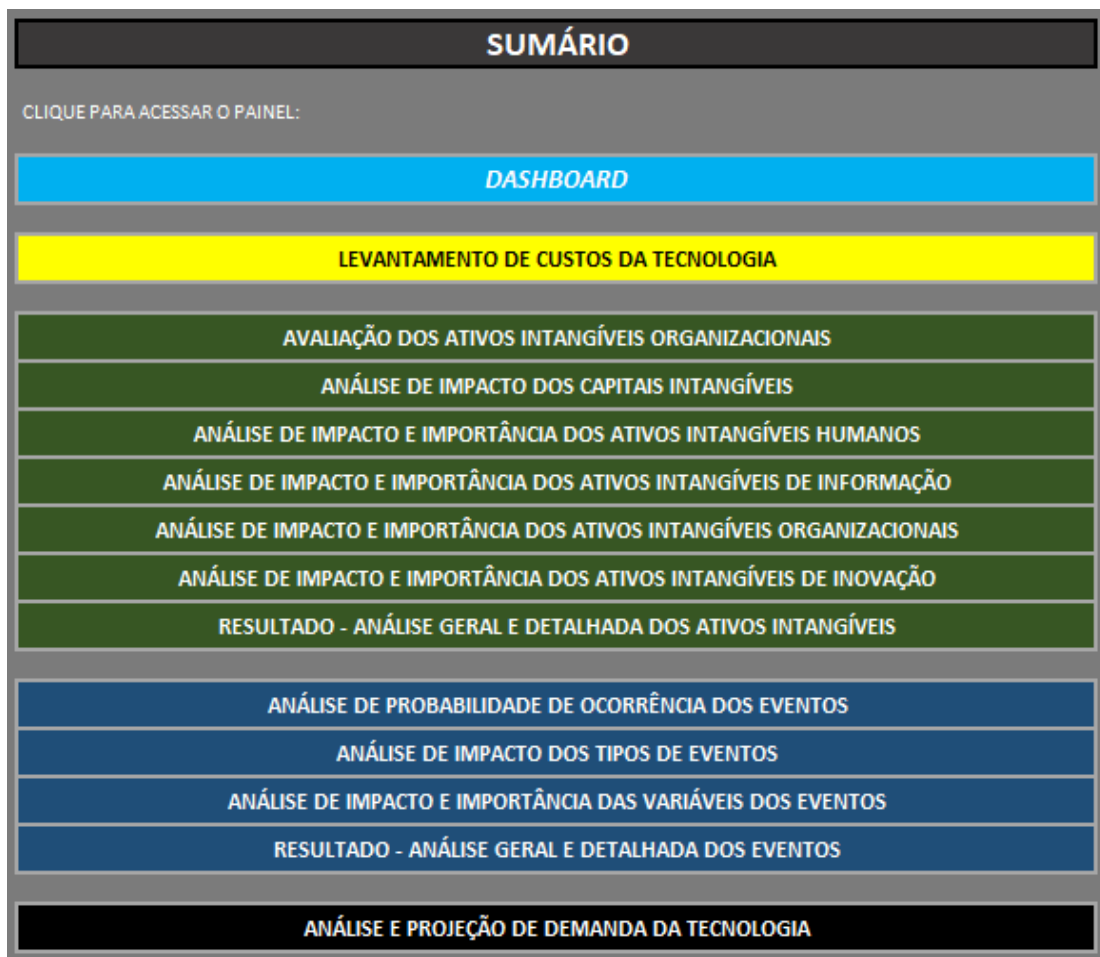 SUMÁRIO
CLIQUE PARA ACESSAR O PAINEL:
DASHBOARD
LEVANTAMENTO DE CUSTOS DA TECNOLOGIA
AVALIAÇÃO DOS ATIVOS INTANGÍVEIS ORGANIZACIONAIS
ANÁLISE DE IMPACTO DOS CAPITAIS INTANGÍVEIS
ANÁLISE DE IMPACTO E IMPORTÂNCIA DOS ATIVOS INTANGÍVEIS HUMANOS
ANÁLISE DE IMPACTO E IMPORTÂNCIA DOS ATIVOS INTANGÍVEIS DE INFORMAÇÃO
ANÁLISE DE IMPACTO E IMPORTÂNCIA DOS ATIVOS INTANGÍVEIS ORGANIZACIONAIS
ANÁLISE DE IMPACTO E IMPORTÂNCIA DOS ATIVOS INTANGÍVEIS DE INOVAÇÃO
RESULTADO - ANÁLISE GERAL E DETALHADA DOS ATIVOS INTANGÍVEIS
ANÁLISE DE PROBABILIDADE DE OCORRÊNCIA DOS EVENTOS
ANÁLISE DE IMPACTO DOS TIPOS DE EVENTOS
ANÁLISE DE IMPACTO E IMPORTÂNCIA DAS VARIÁVEIS DOS EVENTOS
RESULTADO - ANÁLISE GERAL E DETALHADA DOS EVENTOS
ANÁLISE E PROJEÇÃO DE DEMANDA DA TECNOLOGIA